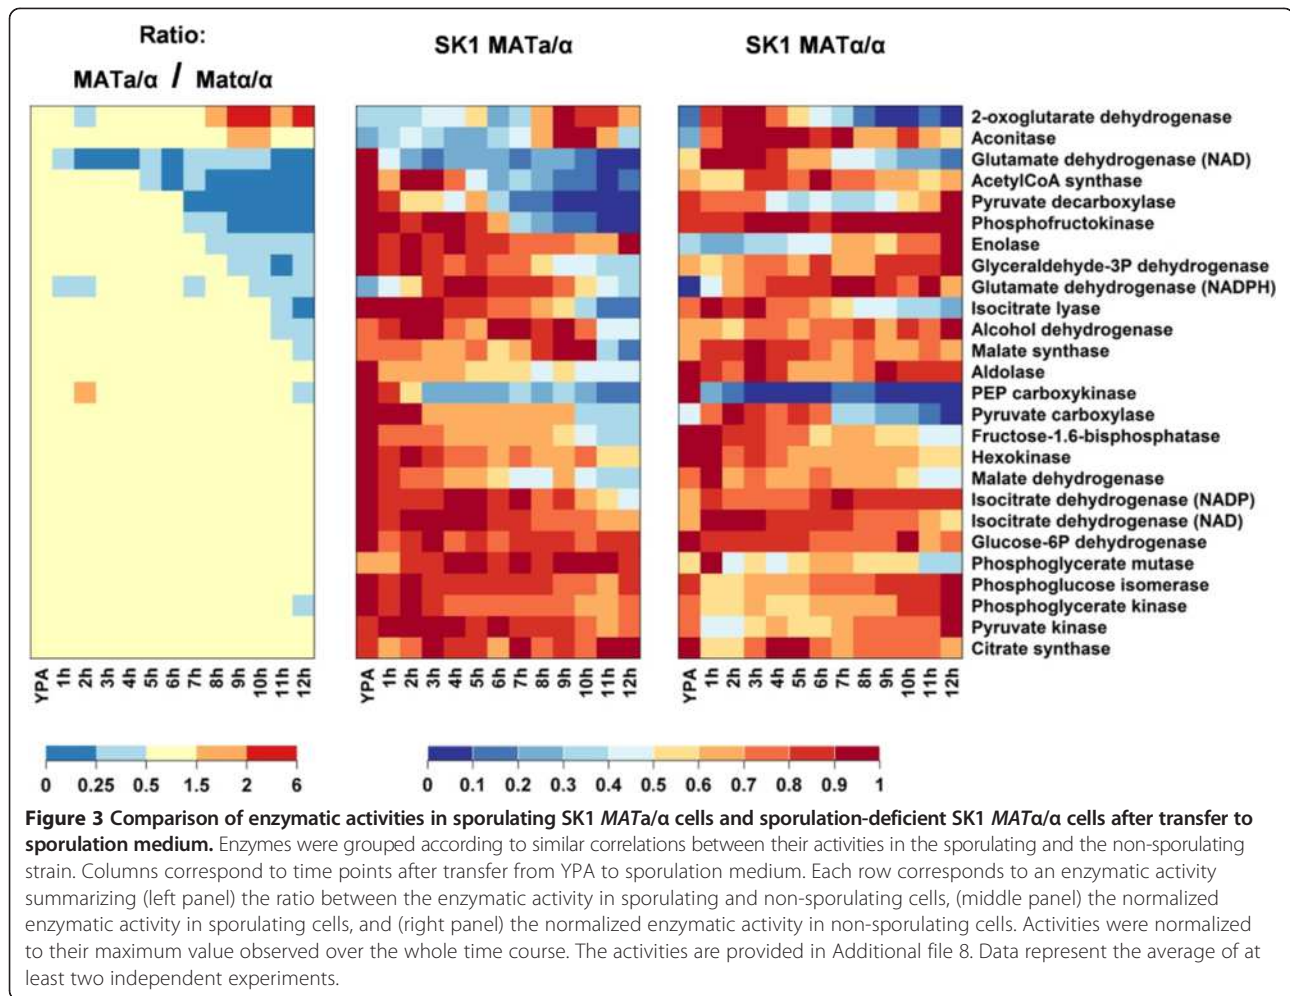 Ratio:
MATa/α / Matα/α
SK1 MATa/α
SK1 MATα/α
2-oxoglutarate dehydrogenase
Aconitase
Glutamate dehydrogenase (NAD)
AcetylCoA synthase
Pyruvate decarboxylase
Phosphofructokinase
Enolase
Glyceraldehyde-3P dehydrogenase
Glutamate dehydrogenase (NADPH)
Isocitrate lyase
Alcohol dehydrogenase
Malate synthase
Aldolase
PEP carboxykinase
Pyruvate carboxylase
Fructose-1.6-bisphosphatase
Hexokinase
Malate dehydrogenase
Isocitrate dehydrogenase (NADP)
Isocitrate dehydrogenase (NAD)
Glucose-6P dehydrogenase
Phosphoglycerate mutase
Phosphoglucose isomerase
Phosphoglycerate kinase
Pyruvate kinase
Citrate synthase
YPA 1h 2h 3h 4h 5h 6h 7h 8h 9h 10h 11h 12h
YPA 1h 2h 3h 4h 5h 6h 7h 8h 9h 10h 11h 12h
YPA 1h 2h 3h 4h 5h 6h 7h 8h 9h 10h 11h 12h
0 0.25 0.5 1.5 2 6
0 0.1 0.2 0.3 0.4 0.5 0.6 0.7 0.8 0.9 1
Figure 3 Comparison of enzymatic activities in sporulating SK1 MATa/α cells and sporulation-deficient SK1 MATα/α cells after transfer to
sporulation medium. Enzymes were grouped according to similar correlations between their activities in the sporulating and the non-sporulating
strain. Columns correspond to time points after transfer from YPA to sporulation medium. Each row corresponds to an enzymatic activity
summarizing (left panel) the ratio between the enzymatic activity in sporulating and non-sporulating cells, (middle panel) the normalized
enzymatic activity in sporulating cells, and (right panel) the normalized enzymatic activity in non-sporulating cells. Activities were normalized
to their maximum value observed over the whole time course. The activities are provided in Additional file 8. Data represent the average of at
least two independent experiments.